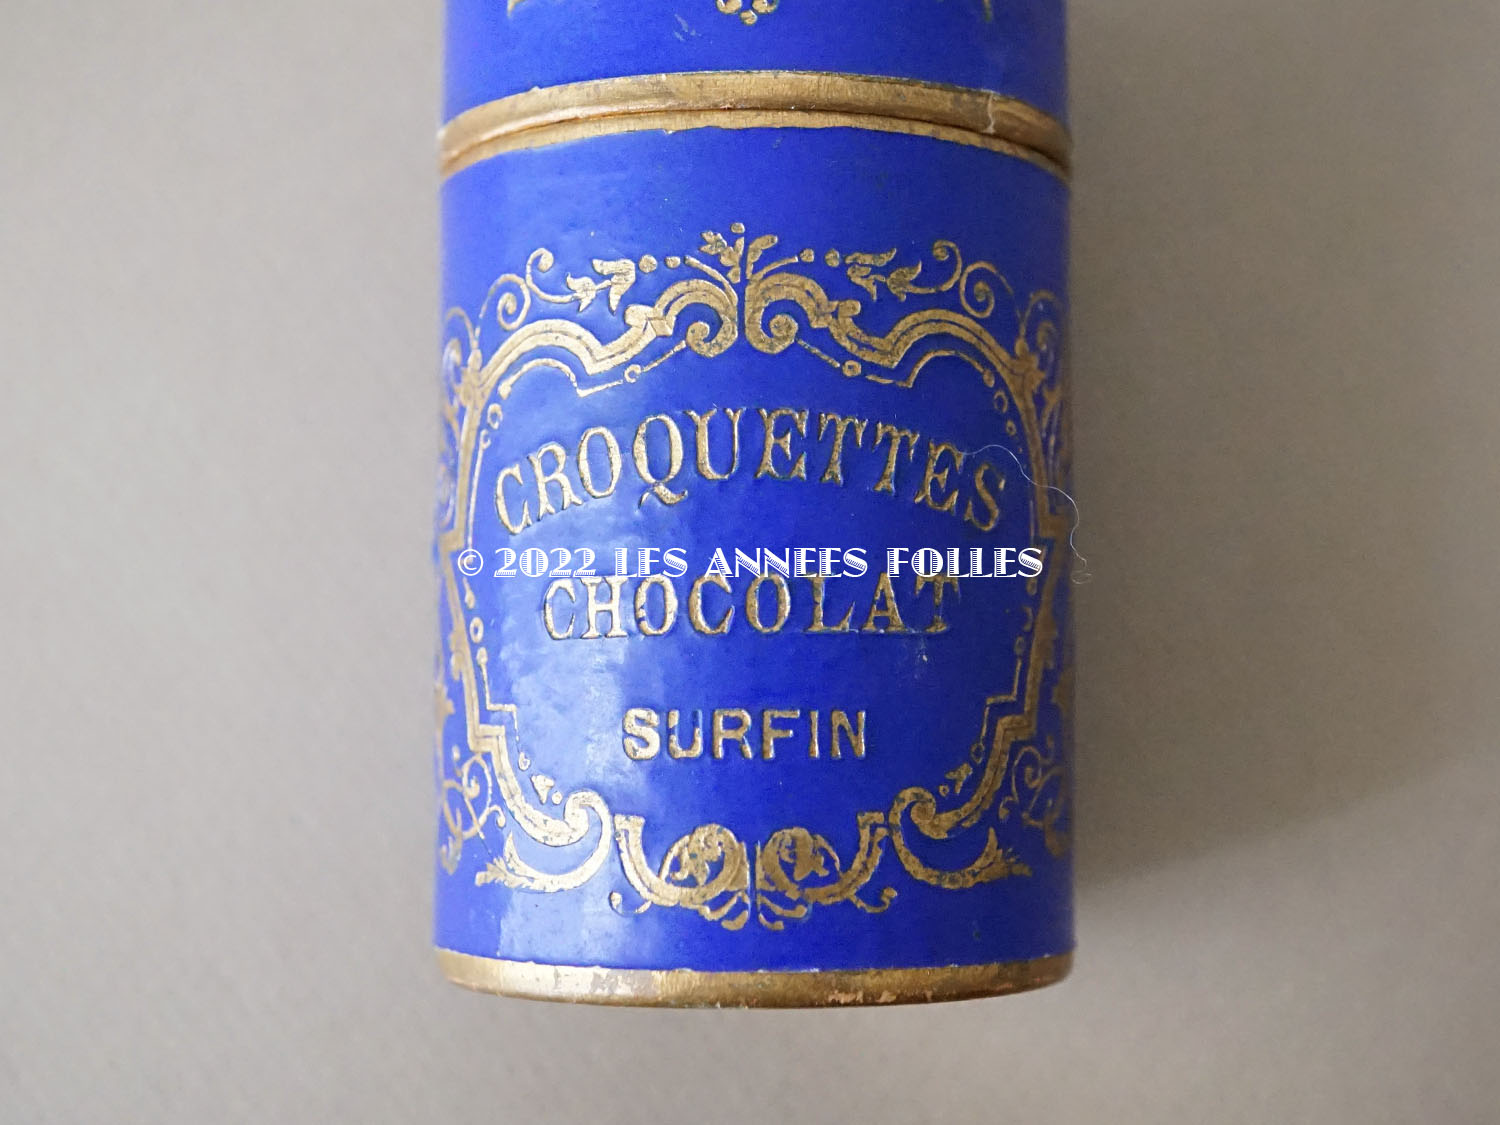 CROQUETTES
© 2022 LES ANNEES FOLLES
CHOCOLAT
SURFIN